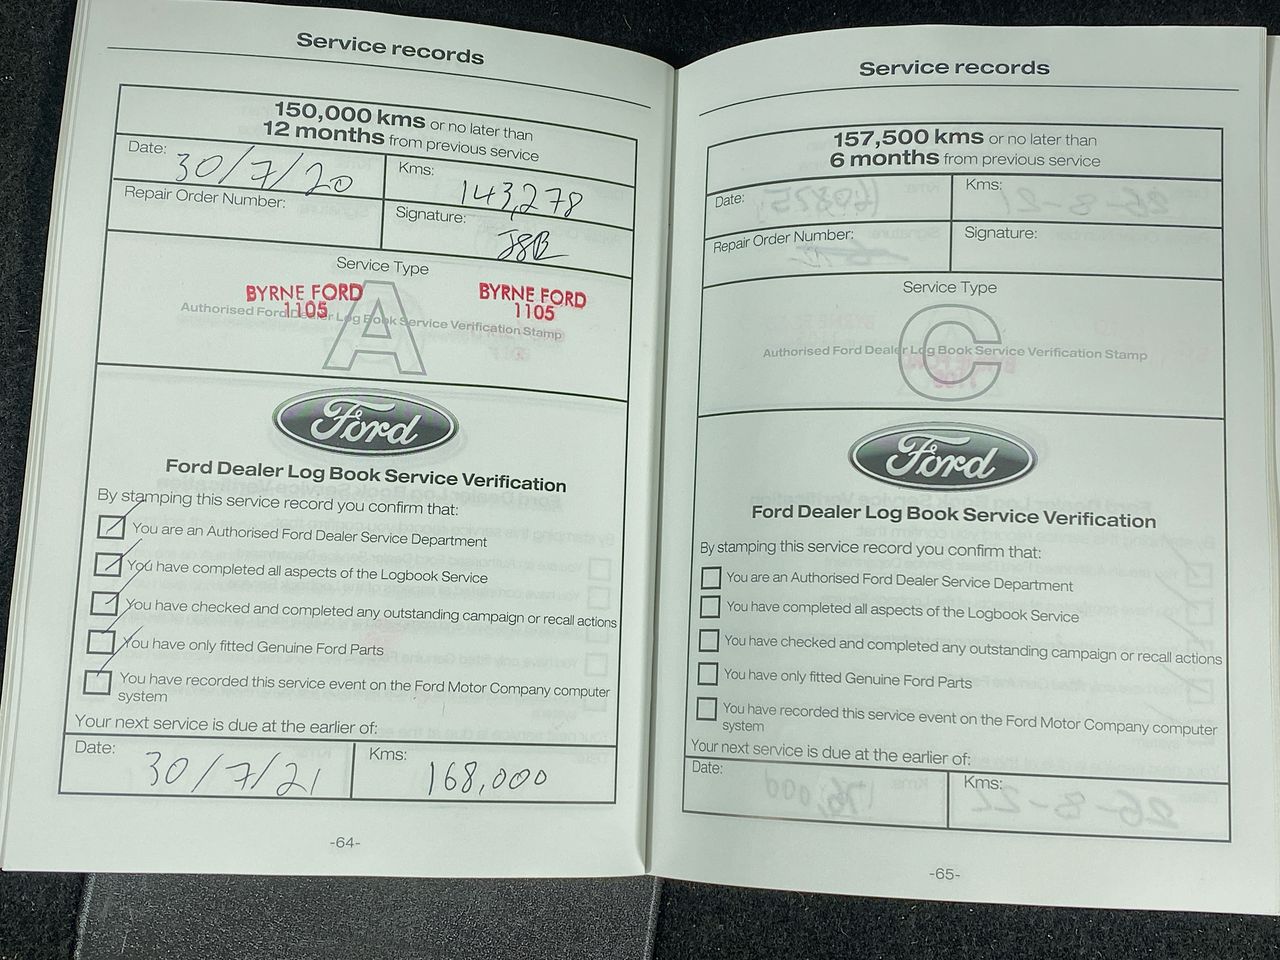 Service records
150,000 kms or no later than
12 months from previous service
Date: 30/7/20
Kms: 143,278
Repair Order Number:
Signature: JSB
Service Type
BYRNE FORD
1105
BYRNE FORD
1105
A
Authorised Ford Dealer Log Book Service Verification Stamp
Ford
Ford Dealer Log Book Service Verification
By stamping this service record you confirm that:
You are an Authorised Ford Dealer Service Department
You have completed all aspects of the Logbook Service
You have checked and completed any outstanding campaign or recall actions
You have only fitted Genuine Ford Parts
You have recorded this service event on the Ford Motor Company computer
system
Your next service is due at the earlier of:
Date: 30/7/21
Kms: 168,000
-64-
Service records
157,500 kms or no later than
6 months from previous service
Date:
Kms:
Repair Order Number:
Signature:
Service Type
C
Authorised Ford Dealer Log Book Service Verification Stamp
Ford
Ford Dealer Log Book Service Verification
By stamping this service record you confirm that:
You are an Authorised Ford Dealer Service Department
You have completed all aspects of the Logbook Service
You have checked and completed any outstanding campaign or recall actions
You have only fitted Genuine Ford Parts
You have recorded this service event on the Ford Motor Company computer
system
Your next service is due at the earlier of:
Date:
Kms:
-65-